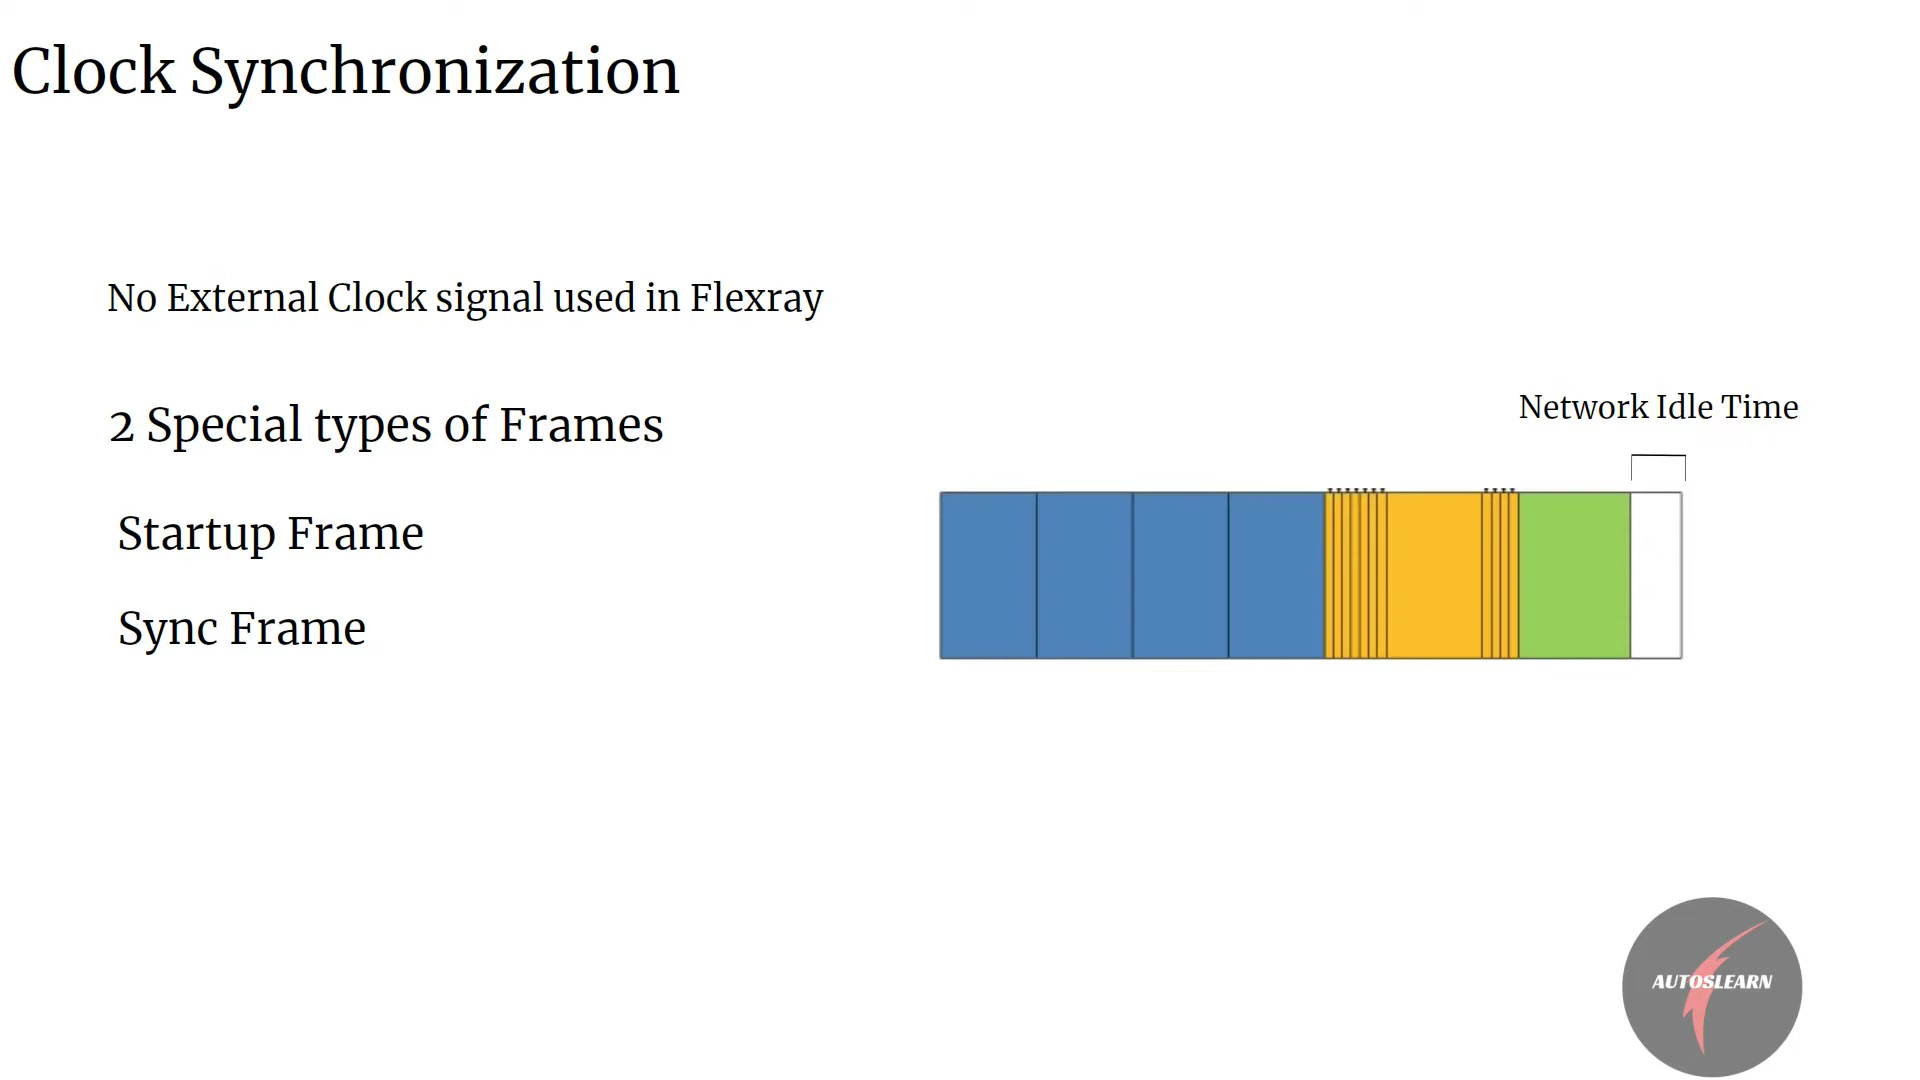 Clock Synchronization
No External Clock signal used in Flexray
2 Special types of Frames
Startup Frame
Sync Frame
Network Idle Time
AUTOSLEARN